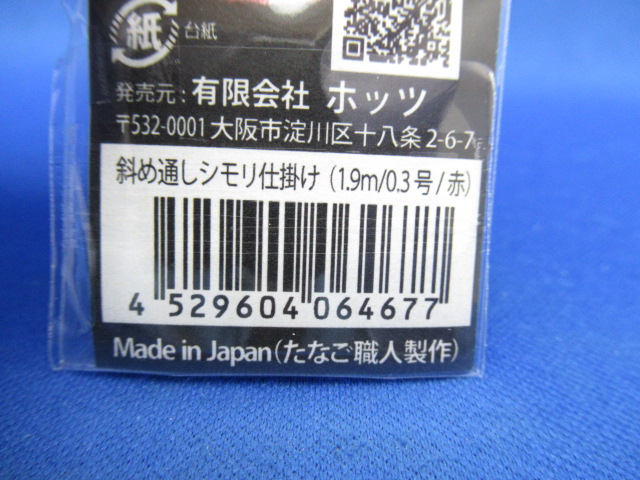 紙 台紙
発売元：有限会社 ホッツ
〒532-0001 大阪市淀川区十八条 2-6-7
斜め通しシモリ仕掛け（1.9m/0.3号/赤）
4 529604 064677
Made in Japan（たなご職人製作）